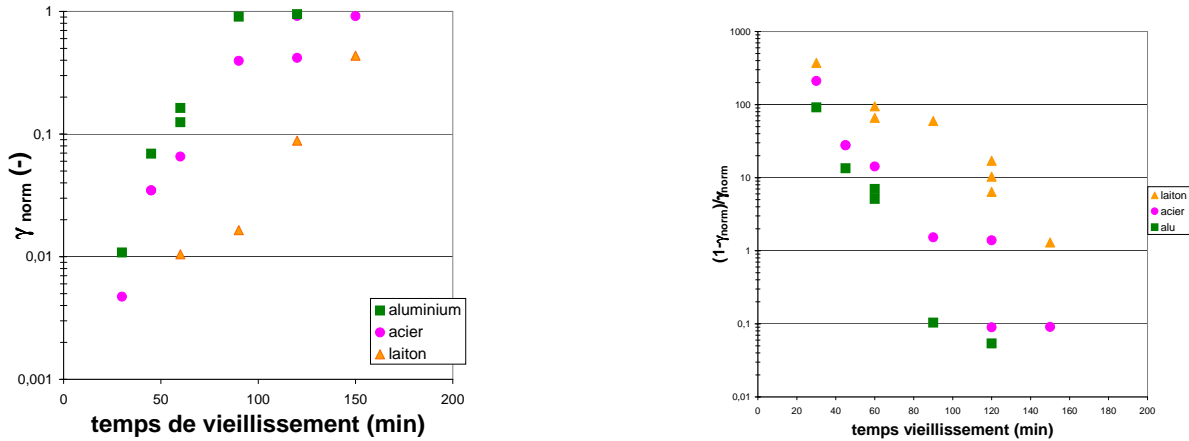 1
0,1
0,01
0,001
γnorm (-)
0
50
100
150
200
temps de vieillissement (min)
aluminium
acier
laiton
1000
100
10
1
0,1
0,01
(1-γnorm)/γnorm
0
20
40
60
80
100
120
140
160
180
200
temps vieillissement (min)
laiton
acier
alu